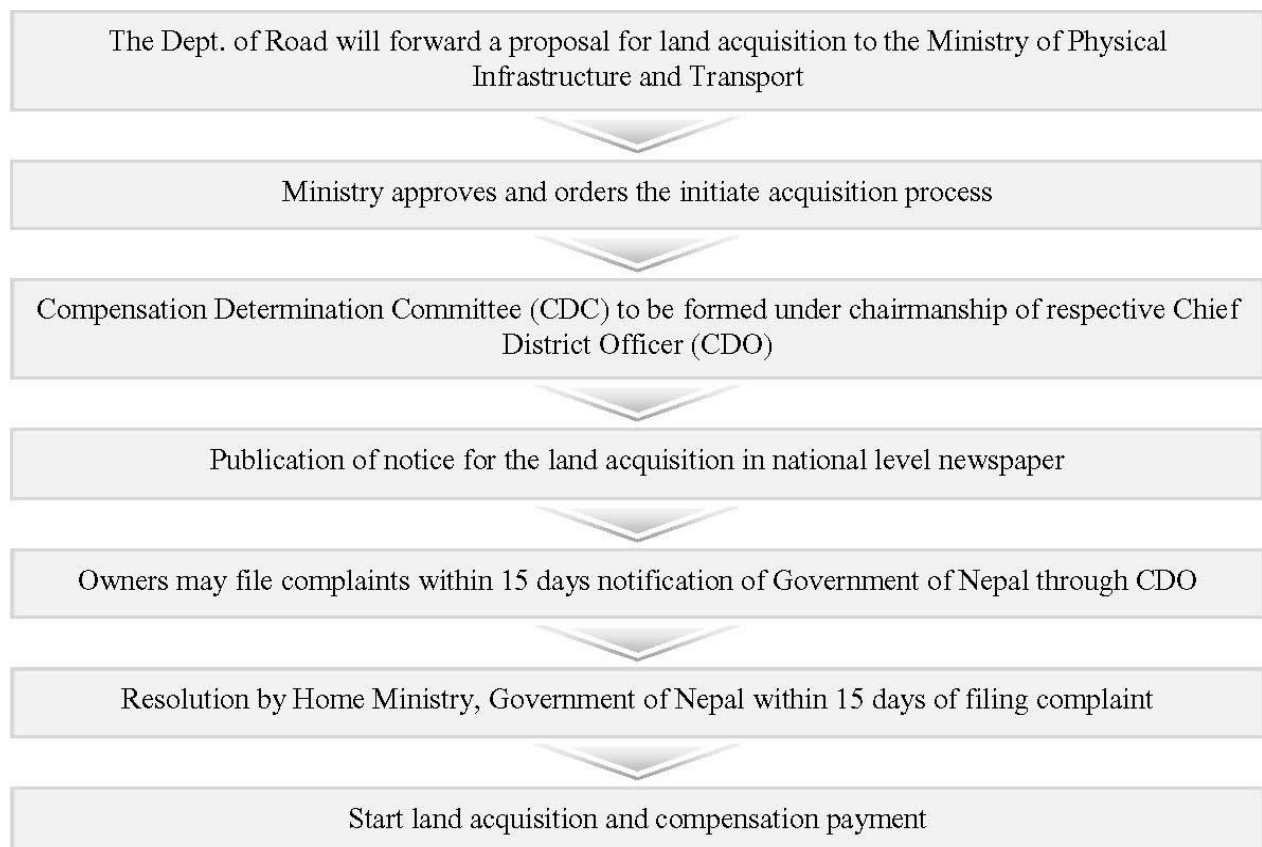 The Dept. of Road will forward a proposal for land acquisition to the Ministry of Physical
Infrastructure and Transport
Ministry approves and orders the initiate acquisition process
Compensation Determination Committee (CDC) to be formed under chairmanship of respective Chief
District Officer (CDO)
Publication of notice for the land acquisition in national level newspaper
Owners may file complaints within 15 days notification of Government of Nepal through CDO
Resolution by Home Ministry, Government of Nepal within 15 days of filing complaint
Start land acquisition and compensation payment